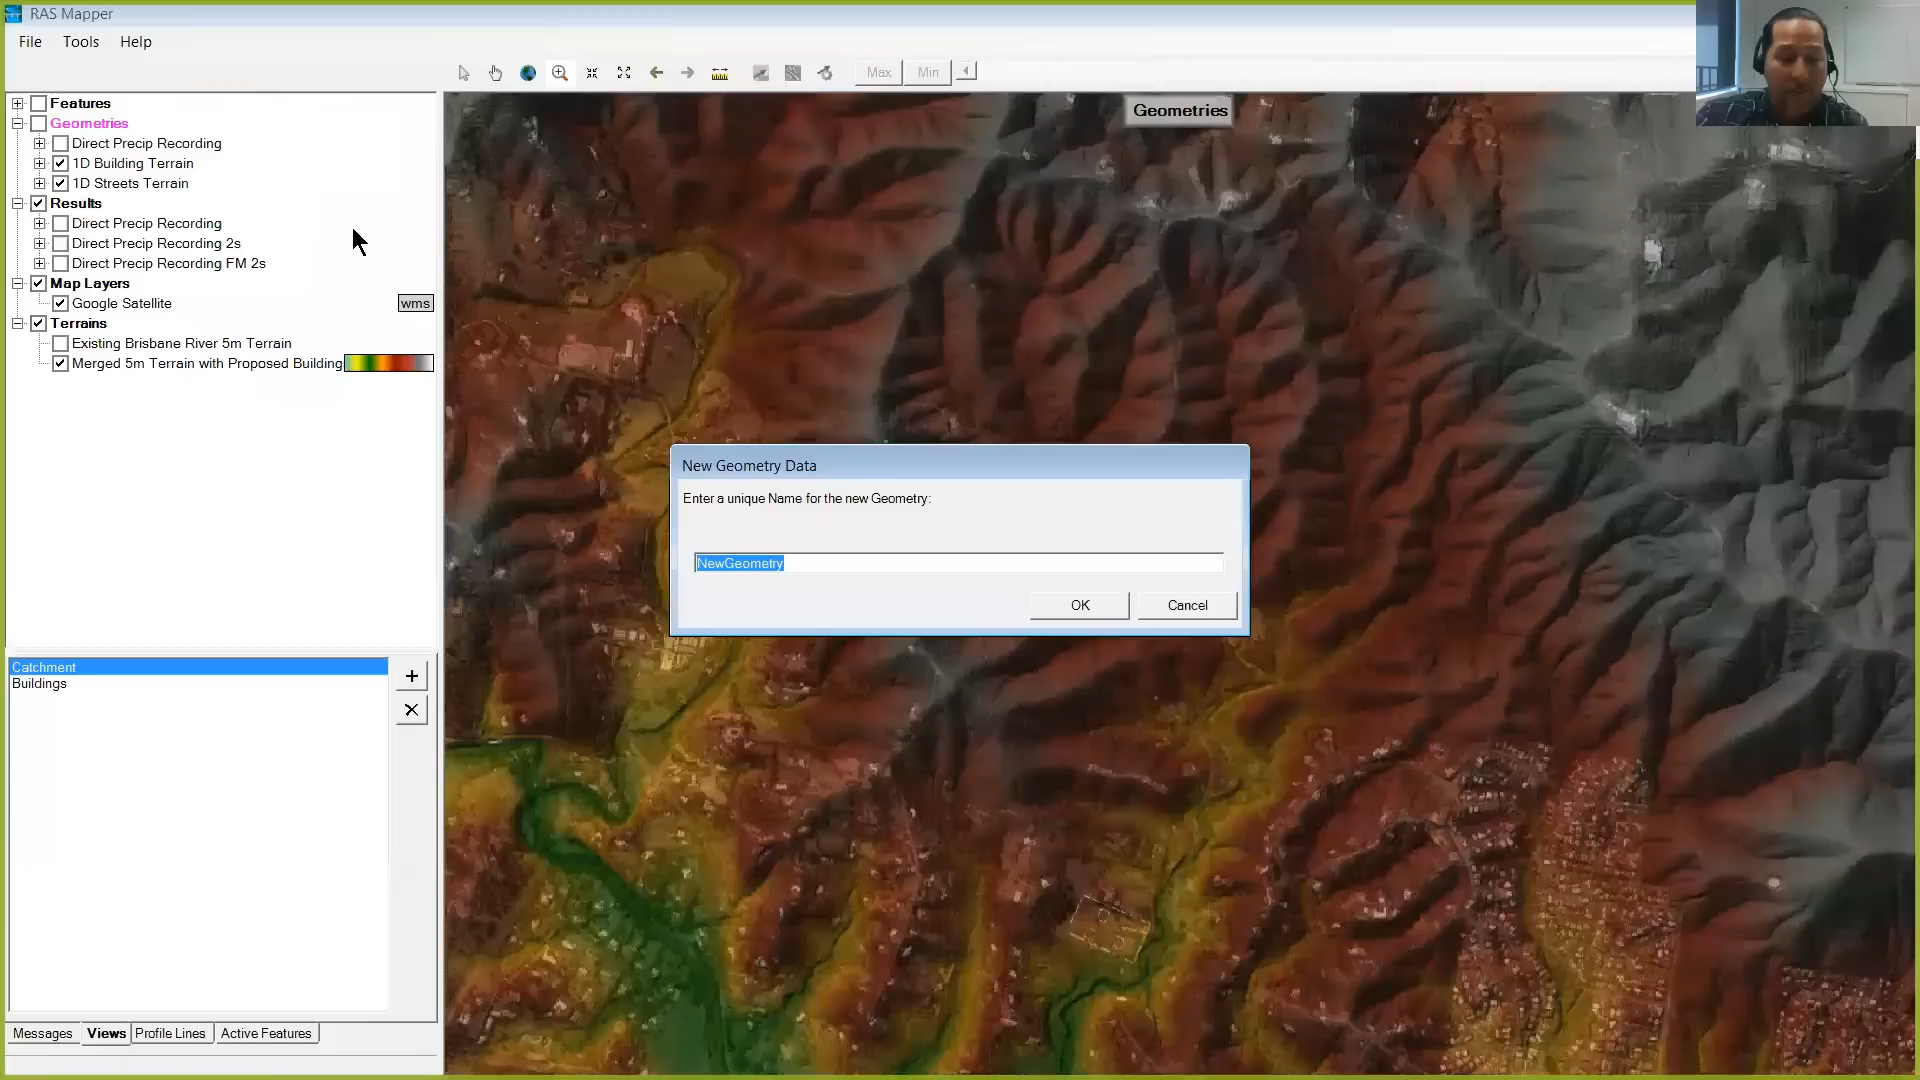 RAS Mapper
File Tools Help
Max Min
Features
Geometries
Direct Precip Recording
1D Building Terrain
1D Streets Terrain
Results
Direct Precip Recording
Direct Precip Recording 2s
Direct Precip Recording FM 2s
Map Layers
Google Satellite wms
Terrains
Existing Brisbane River 5m Terrain
Merged 5m Terrain with Proposed Building
Geometries
New Geometry Data
Enter a unique Name for the new Geometry:
NewGeometry
OK Cancel
Catchment
Buildings
Messages Views Profile Lines Active Features